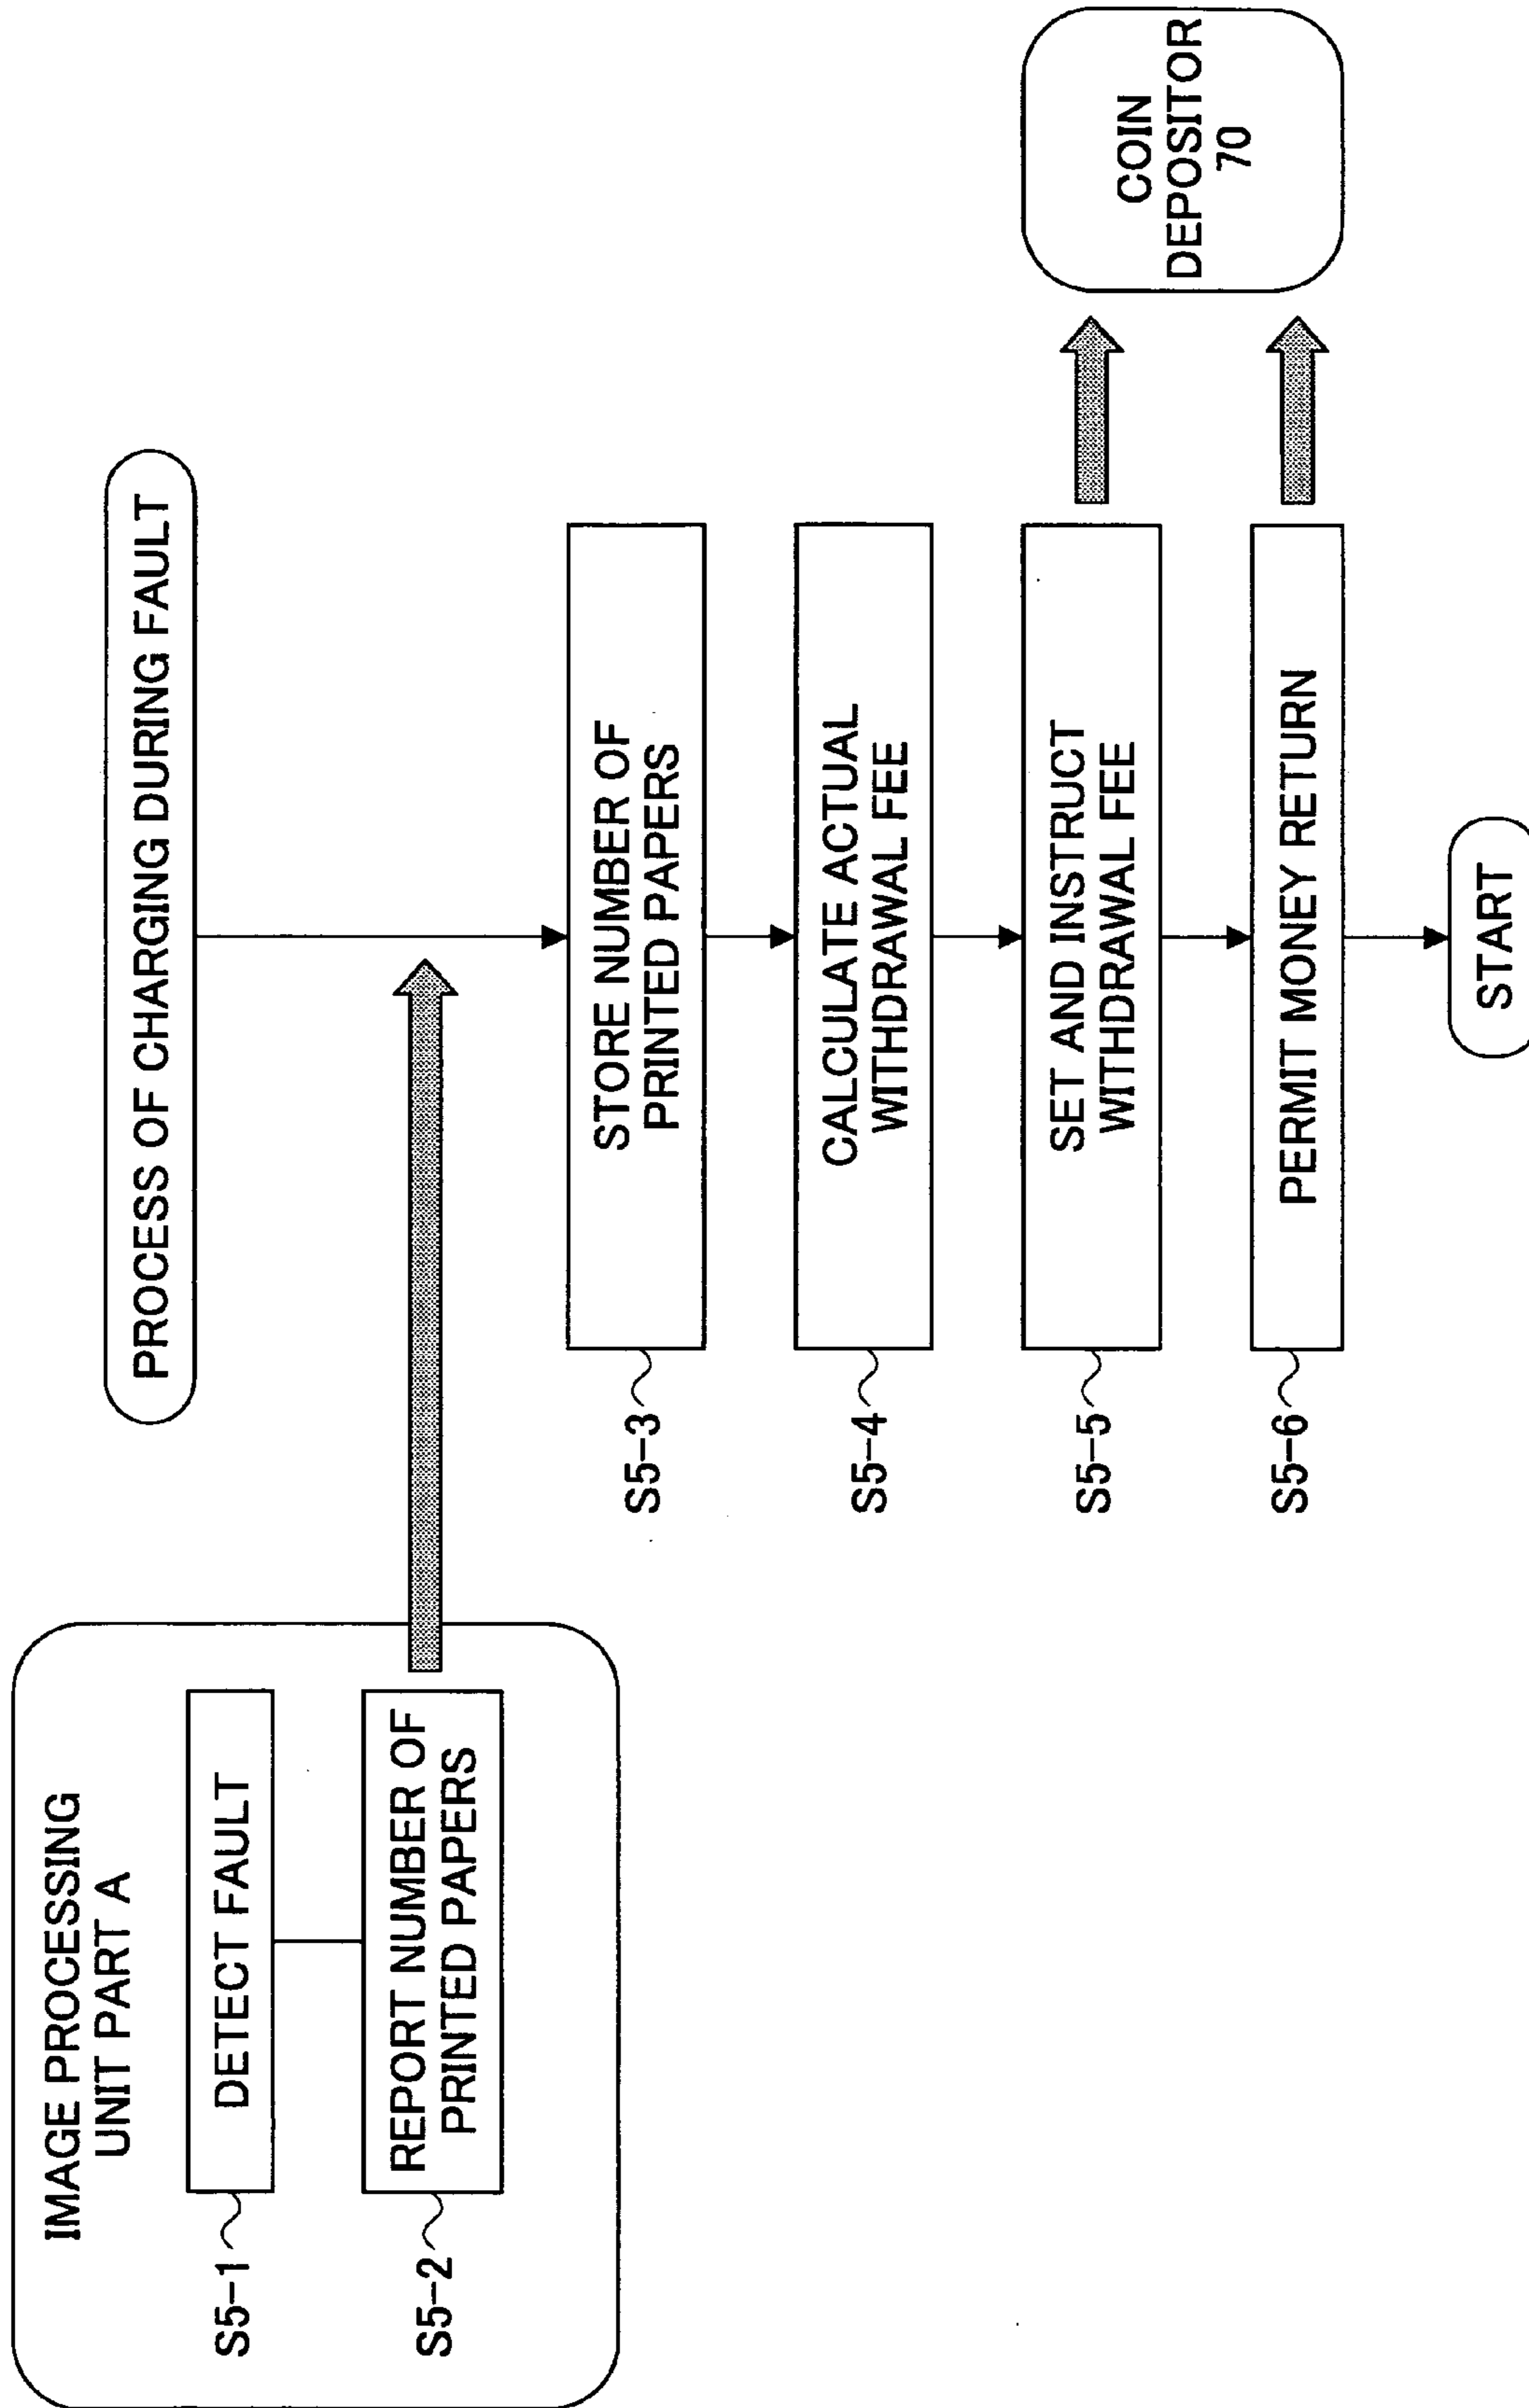 IMAGE PROCESSING
UNIT PART A
S5-1
DETECT FAULT
S5-2
REPORT NUMBER OF
PRINTED PAPERS
PROCESS OF CHARGING DURING FAULT
S5-3
STORE NUMBER OF
PRINTED PAPERS
S5-4
CALCULATE ACTUAL
WITHDRAWAL FEE
S5-5
SET AND INSTRUCT
WITHDRAWAL FEE
S5-6
PERMIT MONEY RETURN
START
COIN
DEPOSITOR
70